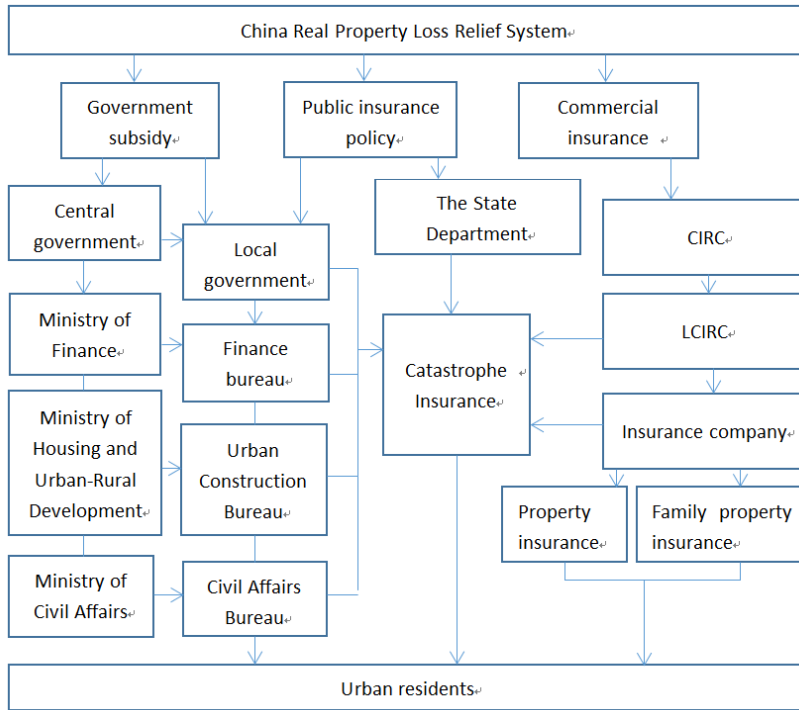 China Real Property Loss Relief System
Government
subsidy
Public insurance
policy
Commercial
insurance
Central
government
Local
government
The State
Department
CIRC
Ministry of
Finance
Finance
bureau
Catastrophe
Insurance
LCIRC
Ministry of
Housing and
Urban-Rural
Development
Urban
Construction
Bureau
Insurance company
Property
insurance
Family property
insurance
Ministry of
Civil Affairs
Civil Affairs
Bureau
Urban residents